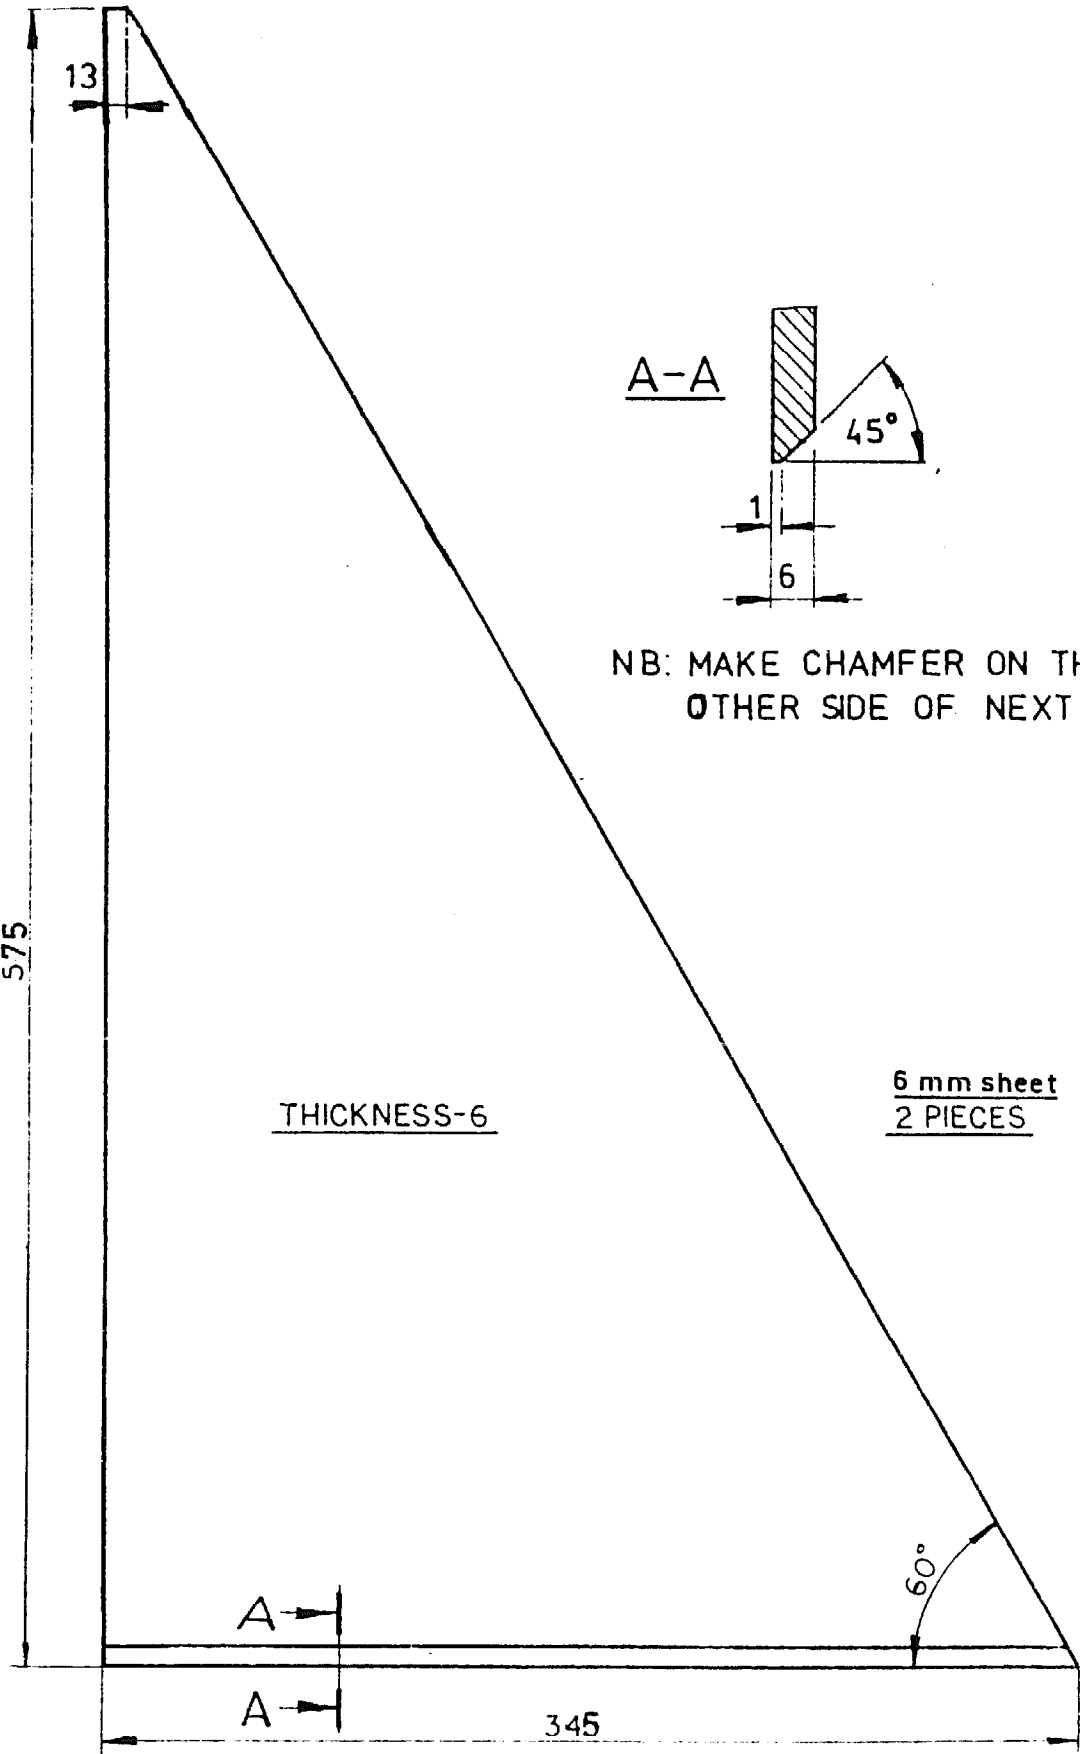 13
A-A
45°
1
6
NB: MAKE CHAMFER ON TH
OTHER SIDE OF NEXT
575
6 mm sheet
2 PIECES
THICKNESS-6
60°
A
A
345